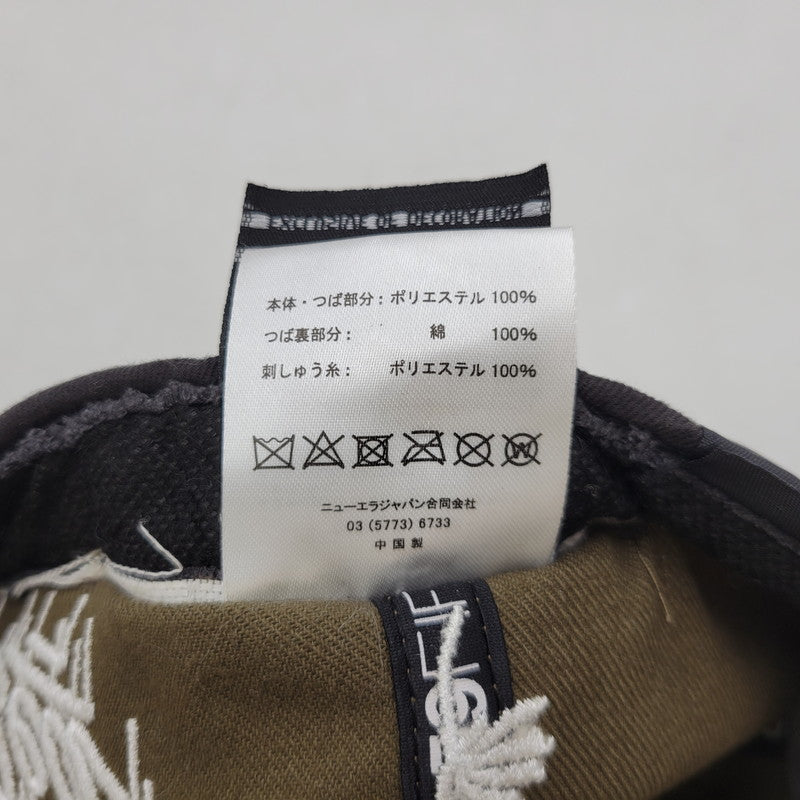 EXCLUSIVE OF DECORATION
本体・つば部分：ポリエステル 100%
つば裏部分： 綿 100%
刺しゅう糸： ポリエステル 100%
ニューエラジャパン合同会社
03 (5773) 6733
中国製